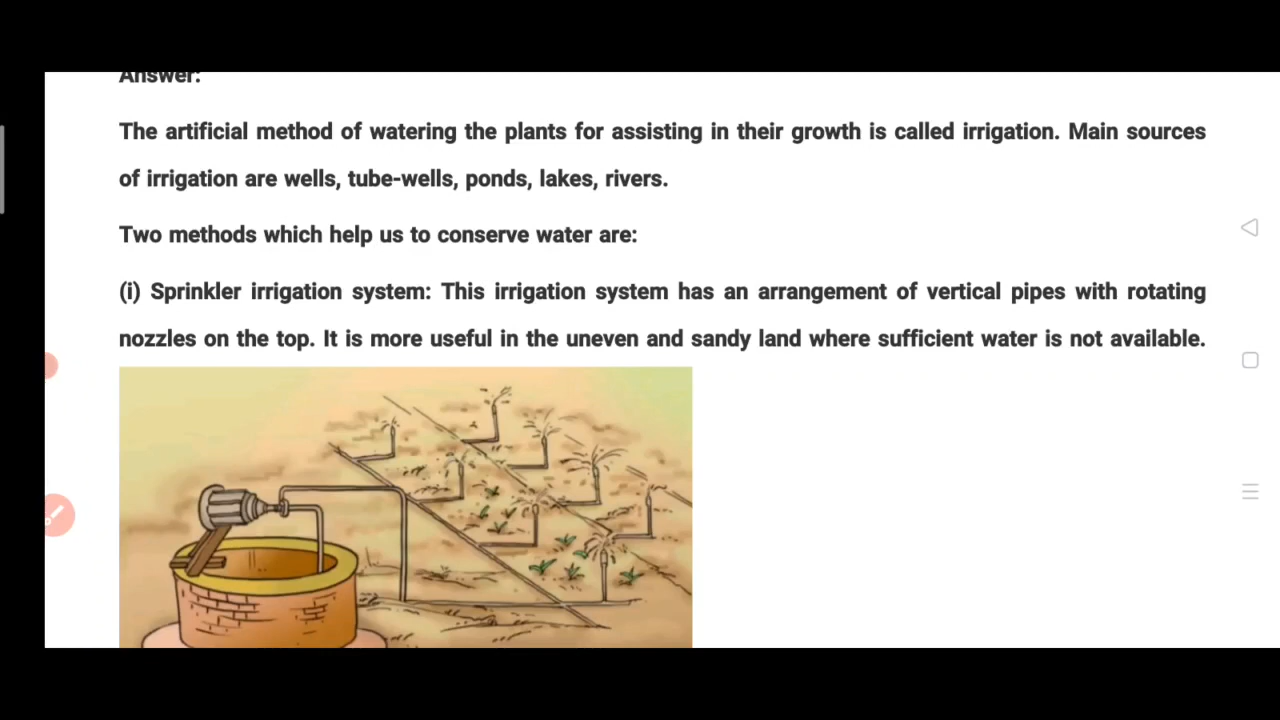 Answer:
The artificial method of watering the plants for assisting in their growth is called irrigation. Main sources
of irrigation are wells, tube-wells, ponds, lakes, rivers.
Two methods which help us to conserve water are:
(i) Sprinkler irrigation system: This irrigation system has an arrangement of vertical pipes with rotating
nozzles on the top. It is more useful in the uneven and sandy land where sufficient water is not available.